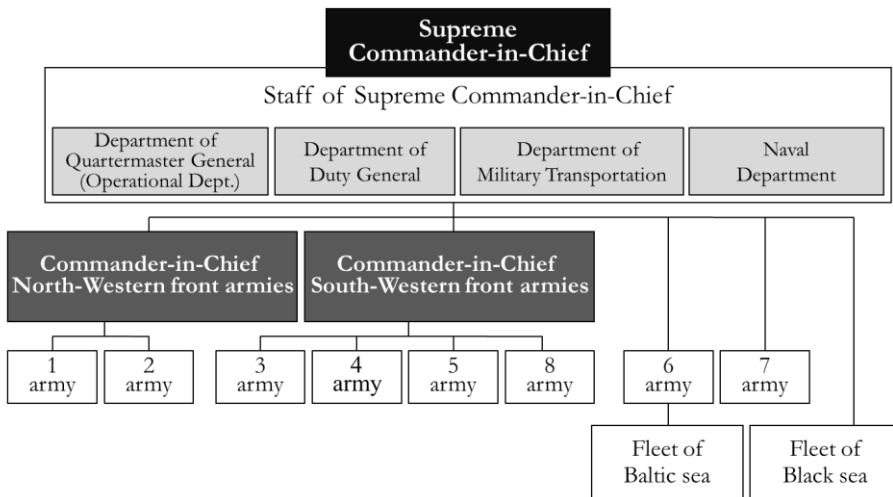 Supreme
Commander-in-Chief
Staff of Supreme Commander-in-Chief
Department of
Quartermaster General
(Operational Dept.)
Department of
Duty General
Department of
Military Transportation
Naval
Department
Commander-in-Chief
North-Western front armies
Commander-in-Chief
South-Western front armies
1
army
2
army
3
army
4
army
5
army
8
army
6
army
7
army
Fleet of
Baltic sea
Fleet of
Black sea